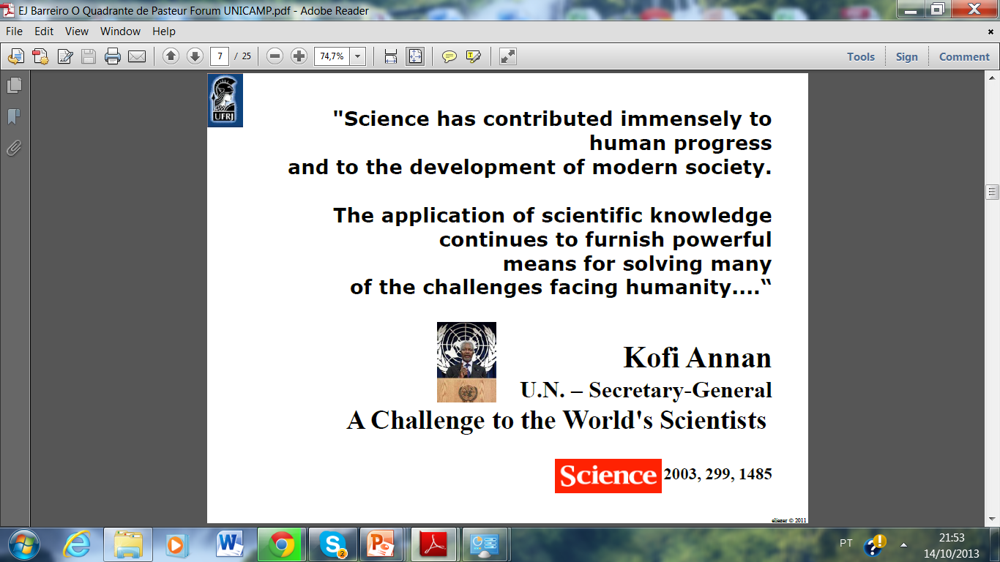 EJ Barreiro O Quadrante de Pasteur Forum UNICAMP.pdf - Adobe Reader
File Edit View Window Help
7 / 25 74,7% Tools Sign Comment
UFRJ
"Science has contributed immensely to
human progress
and to the development of modern society.
The application of scientific knowledge
continues to furnish powerful
means for solving many
of the challenges facing humanity....“
Kofi Annan
U.N. – Secretary-General
A Challenge to the World's Scientists
Science 2003, 299, 1485
eliezer © 2011
2
PT
21:53
14/10/2013